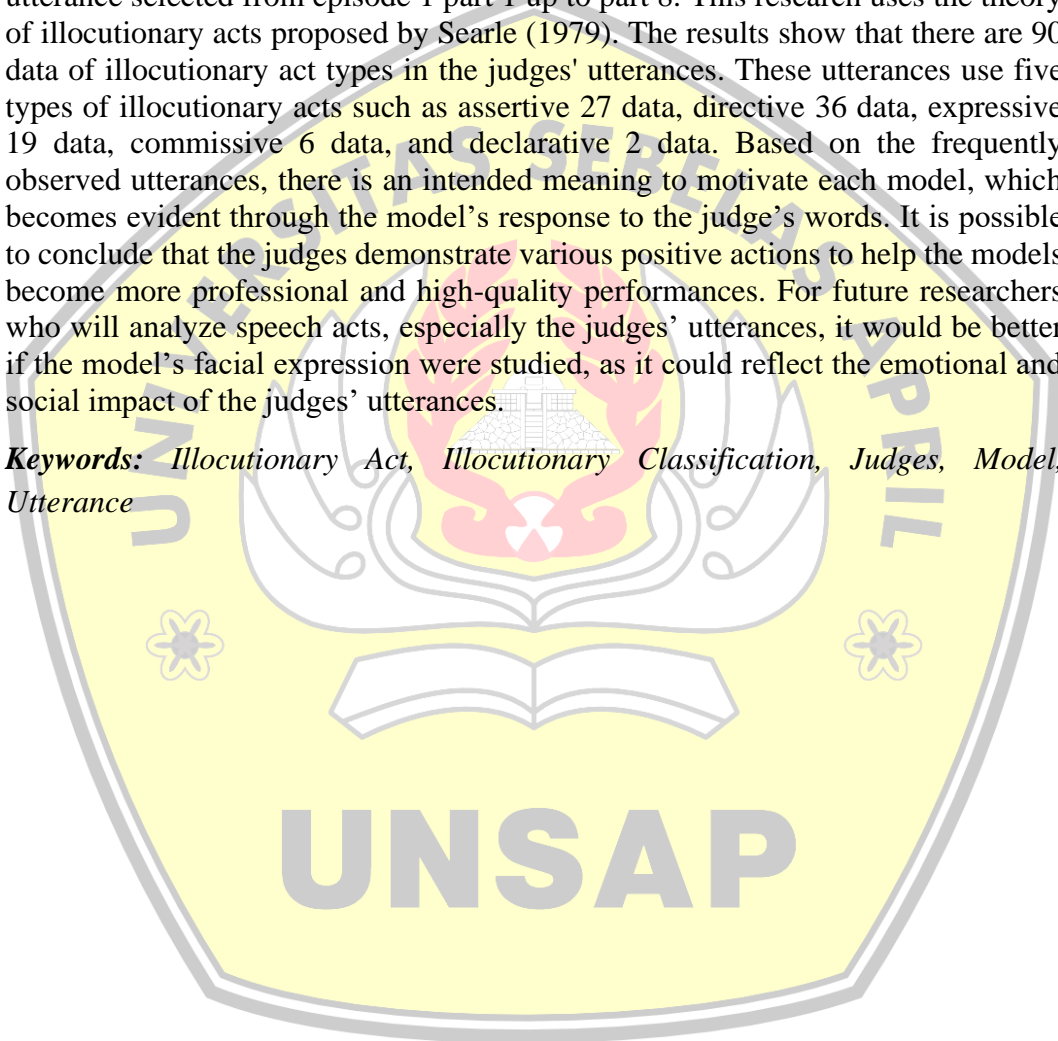 utterance selected from episode 1 part 1 up to part 8. This research uses the theory
of illocutionary acts proposed by Searle (1979). The results show that there are 90
data of illocutionary act types in the judges' utterances. These utterances use five
types of illocutionary acts such as assertive 27 data, directive 36 data, expressive
19 data, commissive 6 data, and declarative 2 data. Based on the frequently
observed utterances, there is an intended meaning to motivate each model, which
becomes evident through the model’s response to the judge’s words. It is possible
to conclude that the judges demonstrate various positive actions to help the models
become more professional and high-quality performances. For future researchers
who will analyze speech acts, especially the judges’ utterances, it would be better
if the model’s facial expression were studied, as it could reflect the emotional and
social impact of the judges’ utterances.
Keywords: Illocutionary Act, Illocutionary Classification, Judges, Model,
Utterance
UNIVERSITAS SEBELAS APRIL
UNSAP